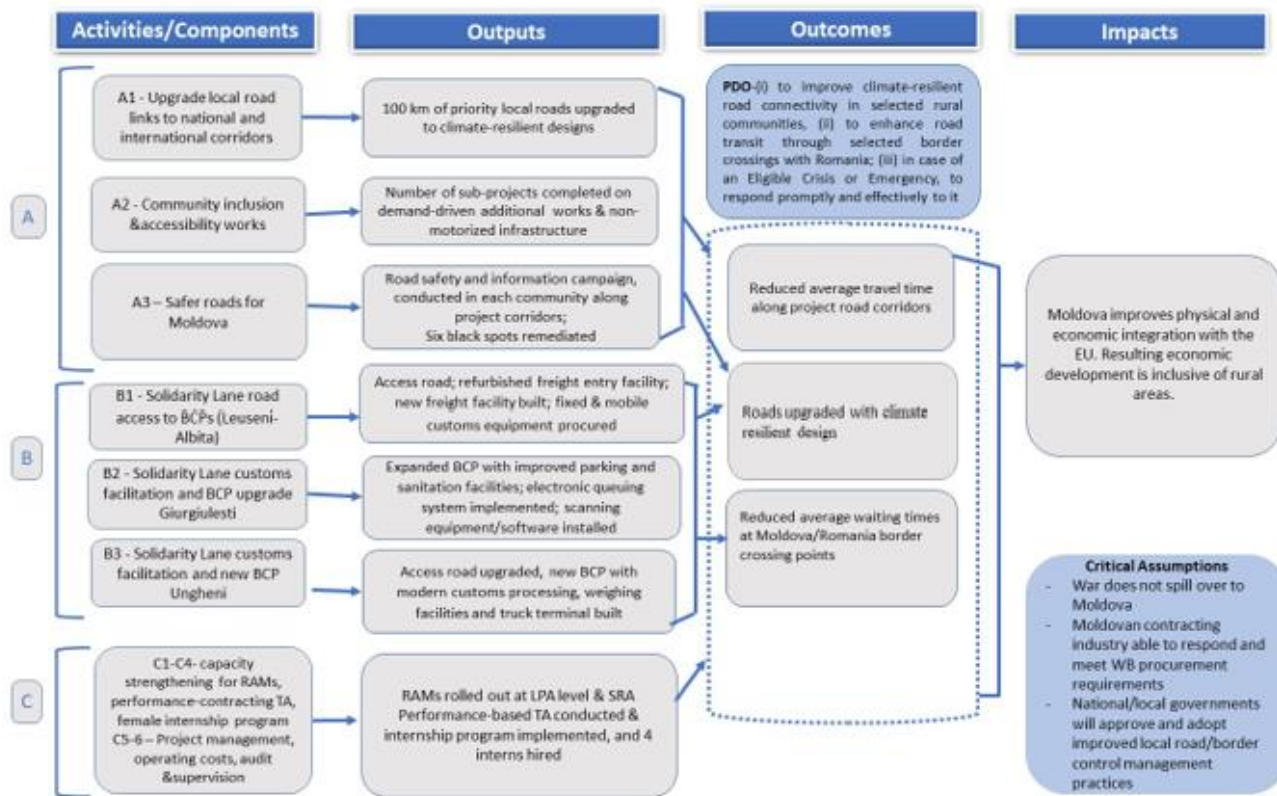 Activities/Components
Outputs
Outcomes
Impacts
A
A1 - Upgrade local road
links to national and
international corridors
100 km of priority local roads upgraded
to climate-resilient designs
A2 - Community inclusion
&accessibility works
Number of sub-projects completed on
demand-driven additional works & non-
motorized infrastructure
A3 – Safer roads for
Moldova
Road safety and information campaign,
conducted in each community along
project corridors;
Six black spots remediated
B
B1 - Solidarity Lane road
access to BCPs (Leuseni-
Albita)
Access road; refurbished freight entry facility;
new freight facility built; fixed & mobile
customs equipment procured
B2 - Solidarity Lane customs
facilitation and BCP upgrade
Giurgiulesti
Expanded BCP with improved parking and
sanitation facilities; electronic queuing
system implemented; scanning
equipment/software installed
B3 - Solidarity Lane customs
facilitation and new BCP
Ungheni
Access road upgraded, new BCP with
modern customs processing, weighing
facilities and truck terminal built
C
C1-C4- capacity
strengthening for RAMs,
performance-contracting TA,
female internship program
C5-6 – Project management,
operating costs, audit
&supervision
RAMs rolled out at LPA level & SRA
Performance-based TA conducted &
internship program implemented, and 4
interns hired
PDO-(i) to improve climate-resilient
road connectivity in selected rural
communities, (ii) to enhance road
transit through selected border
crossings with Romania; (iii) in case of
an Eligible Crisis or Emergency, to
respond promptly and effectively to it
Reduced average travel time
along project road corridors
Roads upgraded with climate
resilient design
Reduced average waiting times
at Moldova/Romania border
crossing points
Moldova improves physical and
economic integration with the
EU. Resulting economic
development is inclusive of rural
areas.
Critical Assumptions
- War does not spill over to
Moldova
- Moldovan contracting
industry able to respond and
meet WB procurement
requirements
- National/local governments
will approve and adopt
improved local road/border
control management
practices